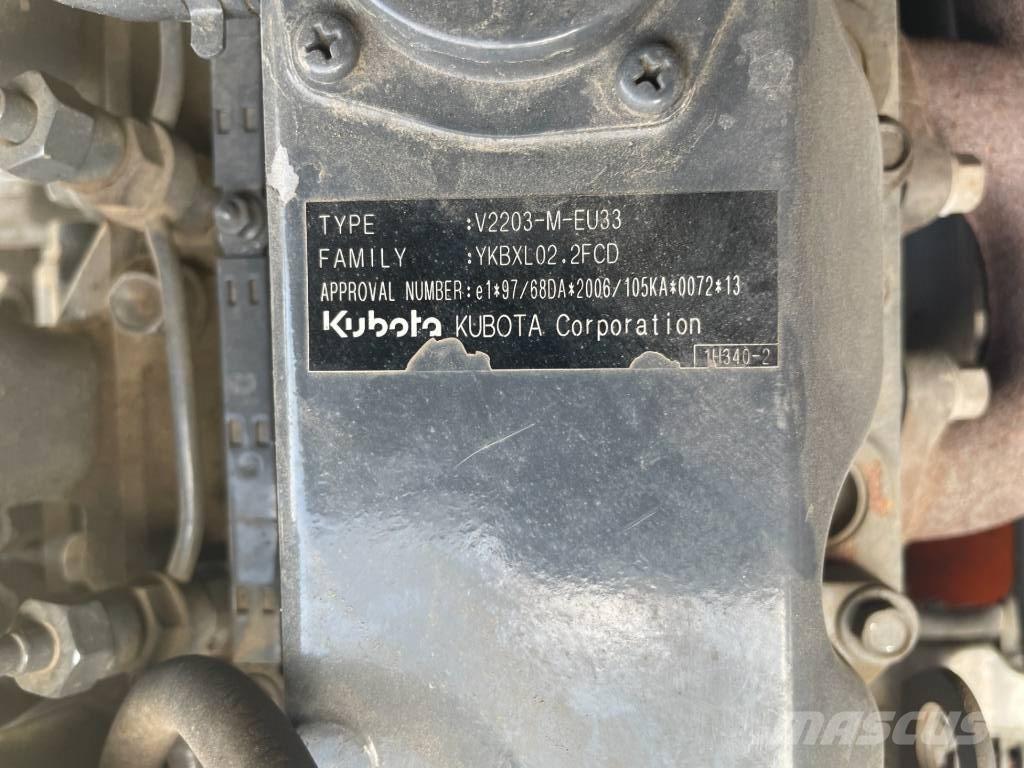 TYPE :V2203-M-EU33
FAMILY :YKBXL02.2FCD
APPROVAL NUMBER:e1*97/68DA*2006/105KA*0072*13
Kubota KUBOTA Corporation
1H340-2
MASCUS